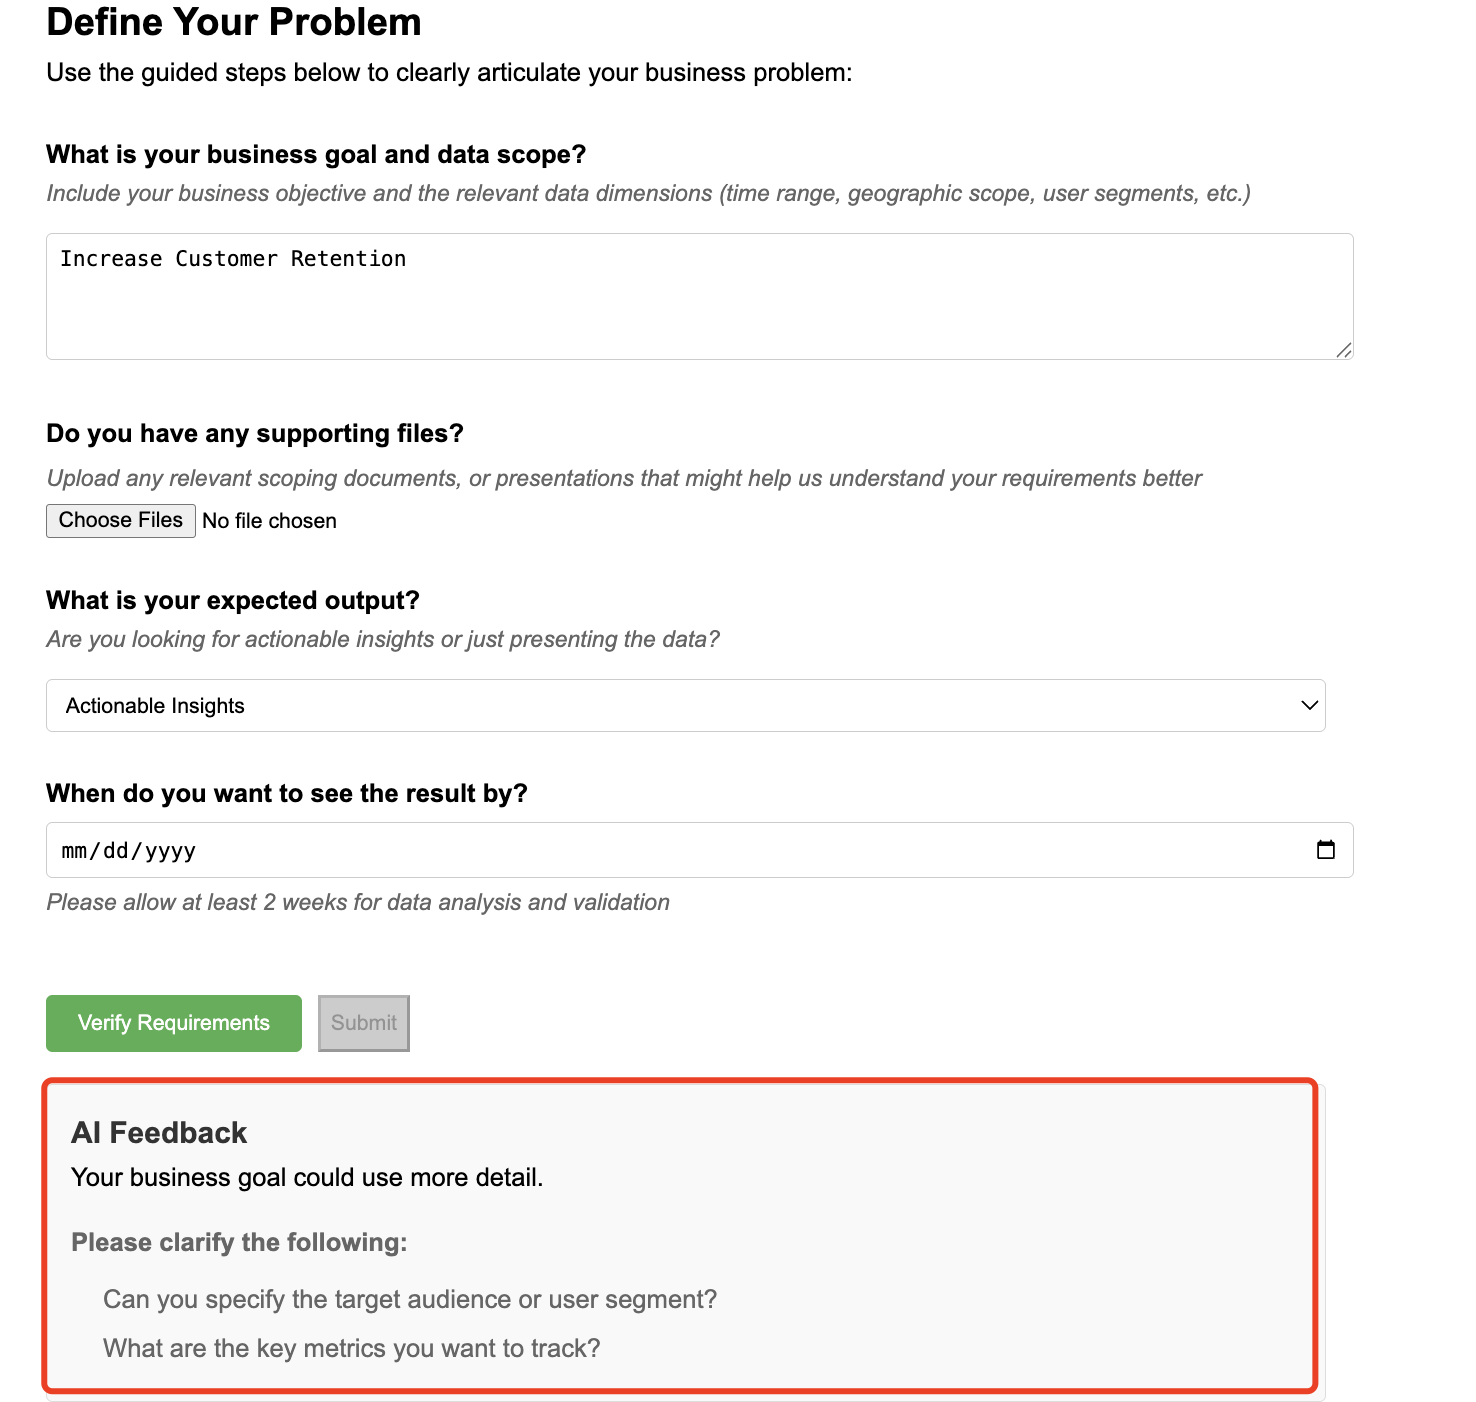 Define Your Problem
Use the guided steps below to clearly articulate your business problem:
What is your business goal and data scope?
Include your business objective and the relevant data dimensions (time range, geographic scope, user segments, etc.)
Increase Customer Retention
Do you have any supporting files?
Upload any relevant scoping documents, or presentations that might help us understand your requirements better
Choose Files No file chosen
What is your expected output?
Are you looking for actionable insights or just presenting the data?
Actionable Insights
When do you want to see the result by?
mm/dd/yyyy
Please allow at least 2 weeks for data analysis and validation
Verify Requirements Submit
AI Feedback
Your business goal could use more detail.
Please clarify the following:
Can you specify the target audience or user segment?
What are the key metrics you want to track?